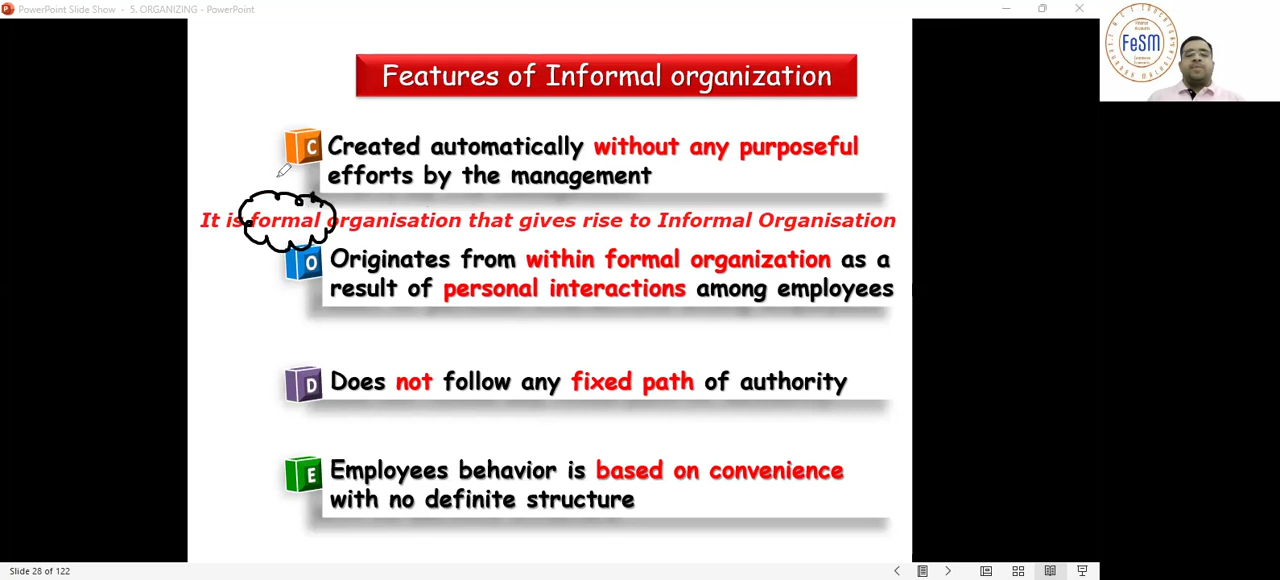 PowerPoint Slide Show - 5. ORGANIZING - PowerPoint
FeSM
Features of Informal organization
C
Created automatically without any purposeful
efforts by the management
It is formal organisation that gives rise to Informal Organisation
O
Originates from within formal organization as a
result of personal interactions among employees
D
Does not follow any fixed path of authority
E
Employees behavior is based on convenience
with no definite structure
Slide 28 of 122